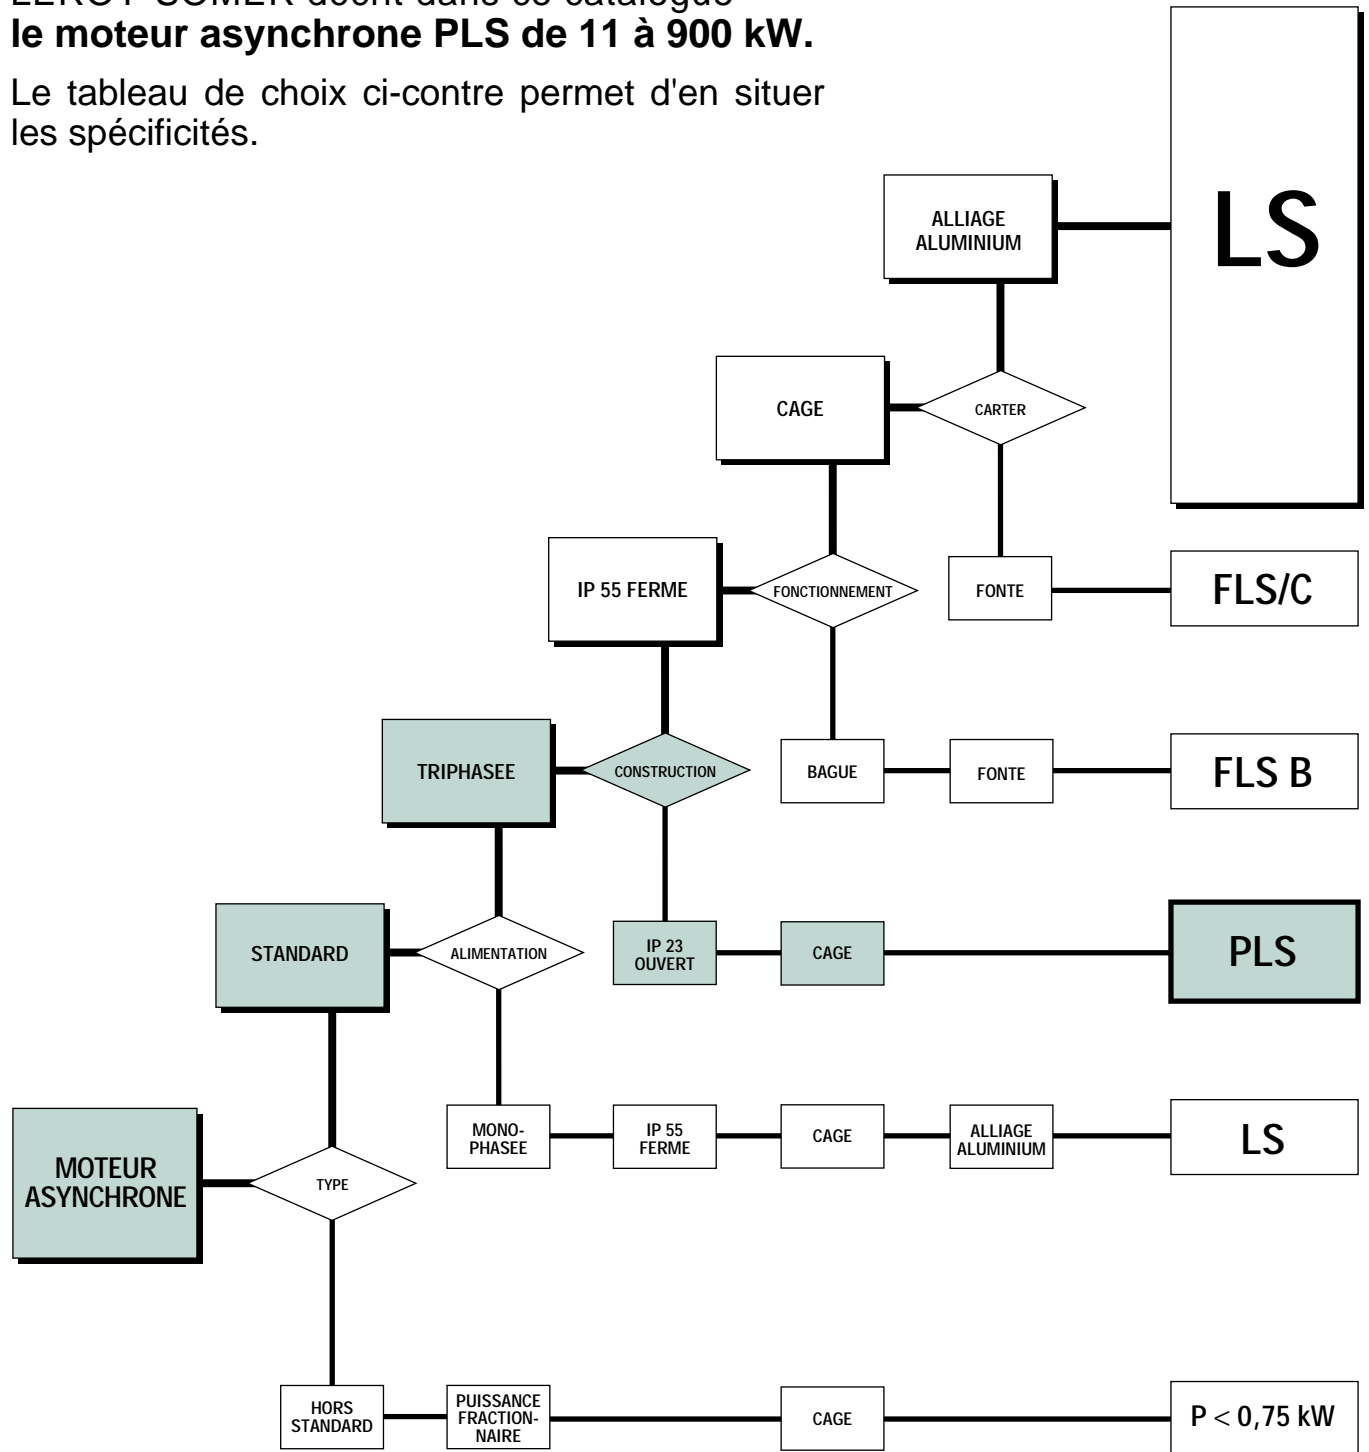 LEROY-SOMER décrit dans ce catalogue
le moteur asynchrone PLS de 11 à 900 kW.
Le tableau de choix ci-contre permet d'en situer
les spécificités.
ALLIAGE
ALUMINIUM
LS
CAGE
CARTER
IP 55 FERME
FONCTIONNEMENT
FONTE
FLS/C
TRIPHASEE
CONSTRUCTION
BAGUE
FONTE
FLS B
STANDARD
ALIMENTATION
IP 23
OUVERT
CAGE
PLS
MOTEUR
ASYNCHRONE
TYPE
MONO-
PHASEE
IP 55
FERME
CAGE
ALLIAGE
ALUMINIUM
LS
HORS
STANDARD
PUISSANCE
FRACTION-
NAIRE
CAGE
P < 0,75 kW